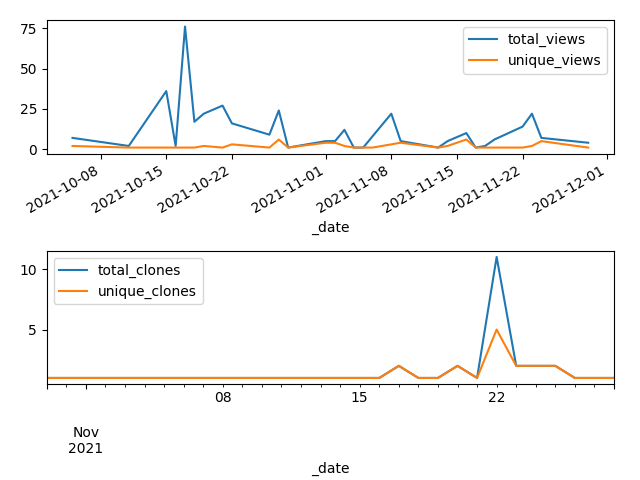 75
50
25
0
total_views
unique_views
2021-10-08
2021-10-15
2021-10-22
2021-11-01
2021-11-08
2021-11-15
2021-11-22
2021-12-01
_date
10
5
total_clones
unique_clones
08
15
22
Nov
2021
_date